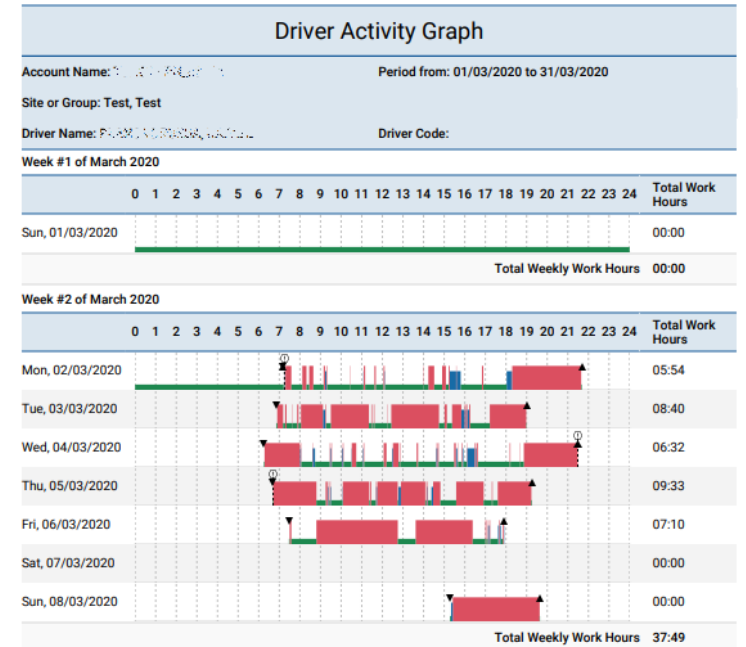 Driver Activity Graph
Account Name: Period from: 01/03/2020 to 31/03/2020
Site or Group: Test, Test
Driver Name: Driver Code:
Week #1 of March 2020
0 1 2 3 4 5 6 7 8 9 10 11 12 13 14 15 16 17 18 19 20 21 22 23 24 Total Work Hours
Sun, 01/03/2020 00:00
Total Weekly Work Hours 00:00
Week #2 of March 2020
0 1 2 3 4 5 6 7 8 9 10 11 12 13 14 15 16 17 18 19 20 21 22 23 24 Total Work Hours
Mon, 02/03/2020 05:54
Tue, 03/03/2020 08:40
Wed, 04/03/2020 06:32
Thu, 05/03/2020 09:33
Fri, 06/03/2020 07:10
Sat, 07/03/2020 00:00
Sun, 08/03/2020 00:00
Total Weekly Work Hours 37:49